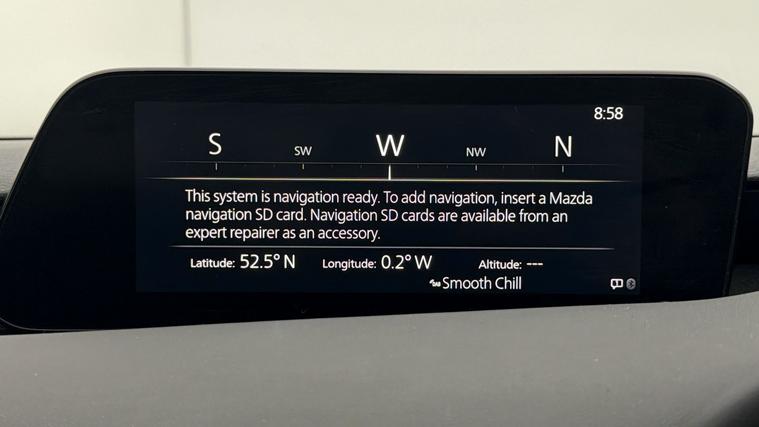 8:58
S SW W NW N
This system is navigation ready. To add navigation, insert a Mazda
navigation SD card. Navigation SD cards are available from an
expert repairer as an accessory.
Latitude: 52.5° N Longitude: 0.2° W Altitude: ---
Smooth Chill